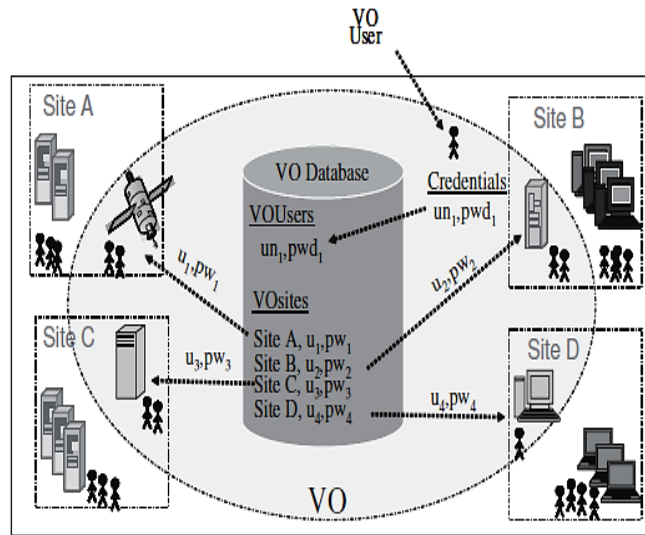 VO
User
Site A
Site B
VO Database
Credentials
VOUsers
un1,pwd1
un1,pwd1
u1,pw1
u2,pw2
VOsites
Site A, u1,pw1
Site B, u2,pw2
Site C, u3,pw3
Site D, u4,pw4
Site C
u3,pw3
Site D
u4,pw4
VO